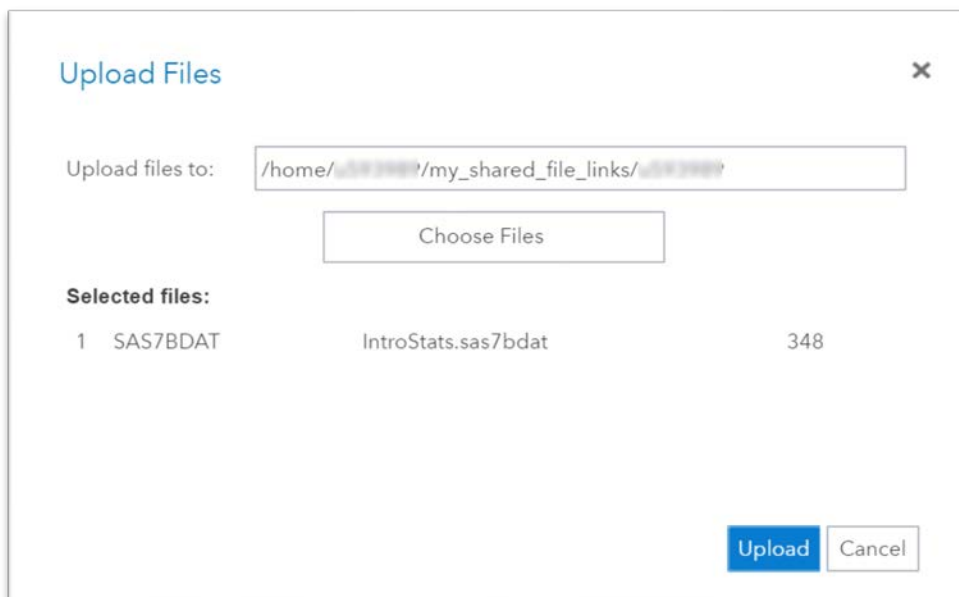 Upload Files
Upload files to: /home/ /my_shared_file_links/
Choose Files
Selected files:
1 SAS7BDAT IntroStats.sas7bdat 348
Upload Cancel